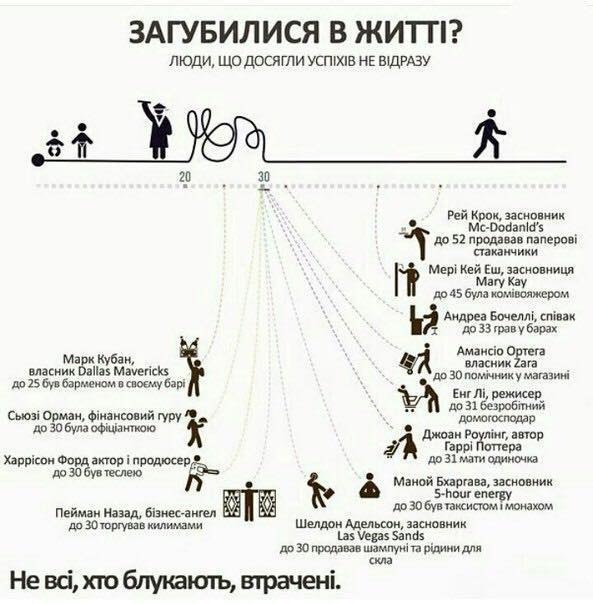 ЗАГУБИЛИСЯ В ЖИТТІ?
ЛЮДИ, ЩО ДОСЯГЛИ УСПІХІВ НЕ ВІДРАЗУ
20
30
Рей Крок, засновник
Mc-Dodanld’s
до 52 продавав паперові
стаканчики
Мері Кей Еш, засновниця
Mary Kay
до 45 була комівояжером
Андреа Бочеллі, співак
до 33 грав у барах
Амансіо Ортега
власник Zara
до 30 помічник у магазині
Енг Лі, режисер
до 31 безробітний
домогосподар
Джоан Роулінг, автор
Гаррі Поттера
до 31 мати одиночка
Маной Бхаргава, засновник
5-hour energy
до 30 був таксистом і монахом
Шелдон Адельсон, засновник
Las Vegas Sands
до 30 продавав шампуні та рідини для
скла
Пейман Назад, бізнес-ангел
до 30 торгував килимами
Харрісон Форд актор і продюсер
до 30 був теслею
Сьюзі Орман, фінансовий гуру
до 30 була офіціанткою
Марк Кубан,
власник Dallas Mavericks
до 25 був барменом в своєму барі
Не всі, хто блукають, втрачені.